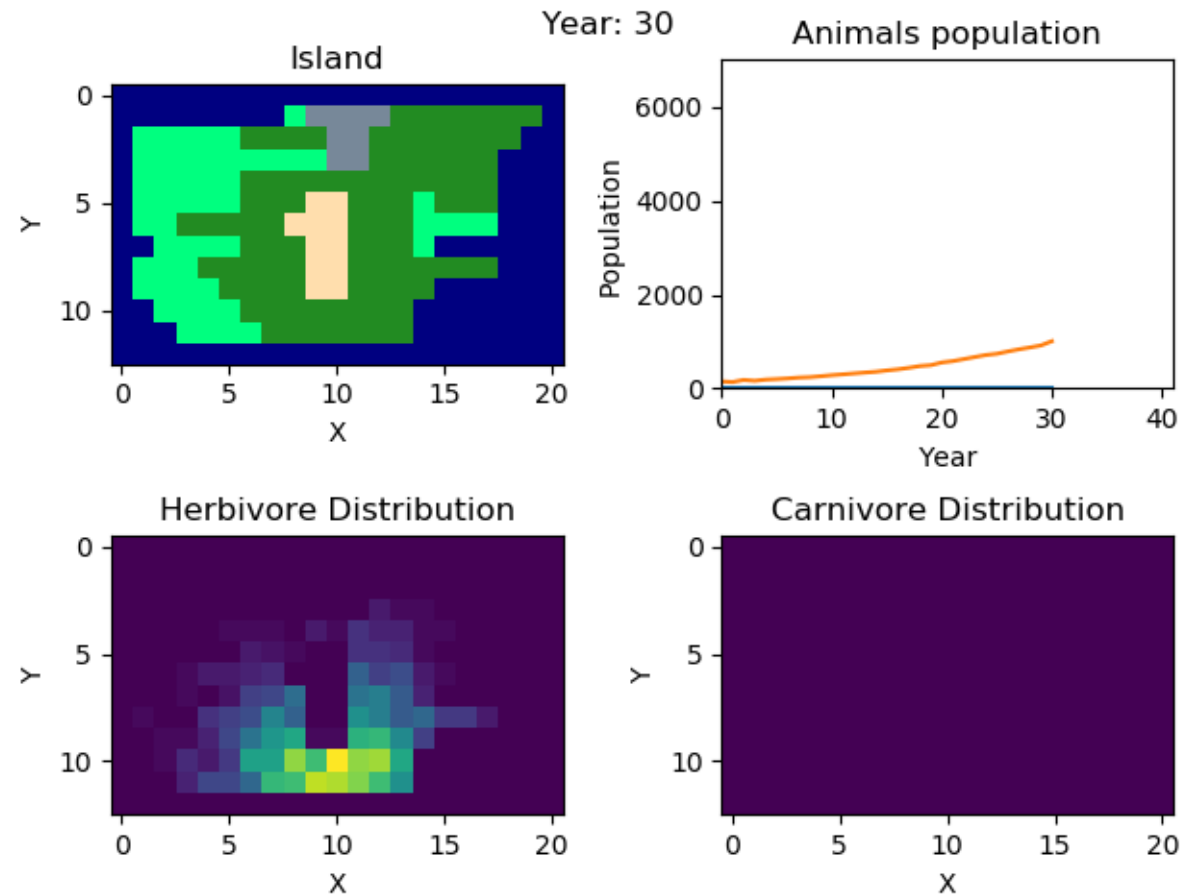 Year: 30
Island
0
5
10
Y
0 5 10 15 20
X
Animals population
6000
4000
2000
0
Population
0 10 20 30 40
Year
Herbivore Distribution
0
5
10
Y
0 5 10 15 20
X
Carnivore Distribution
0
5
10
Y
0 5 10 15 20
X